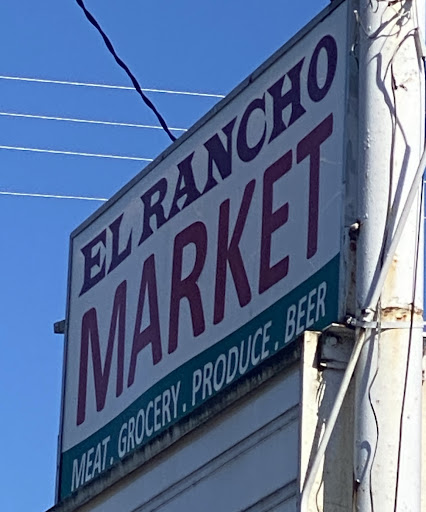 EL RANCHO
MARKET
MEAT. GROCERY. PRODUCE. BEER